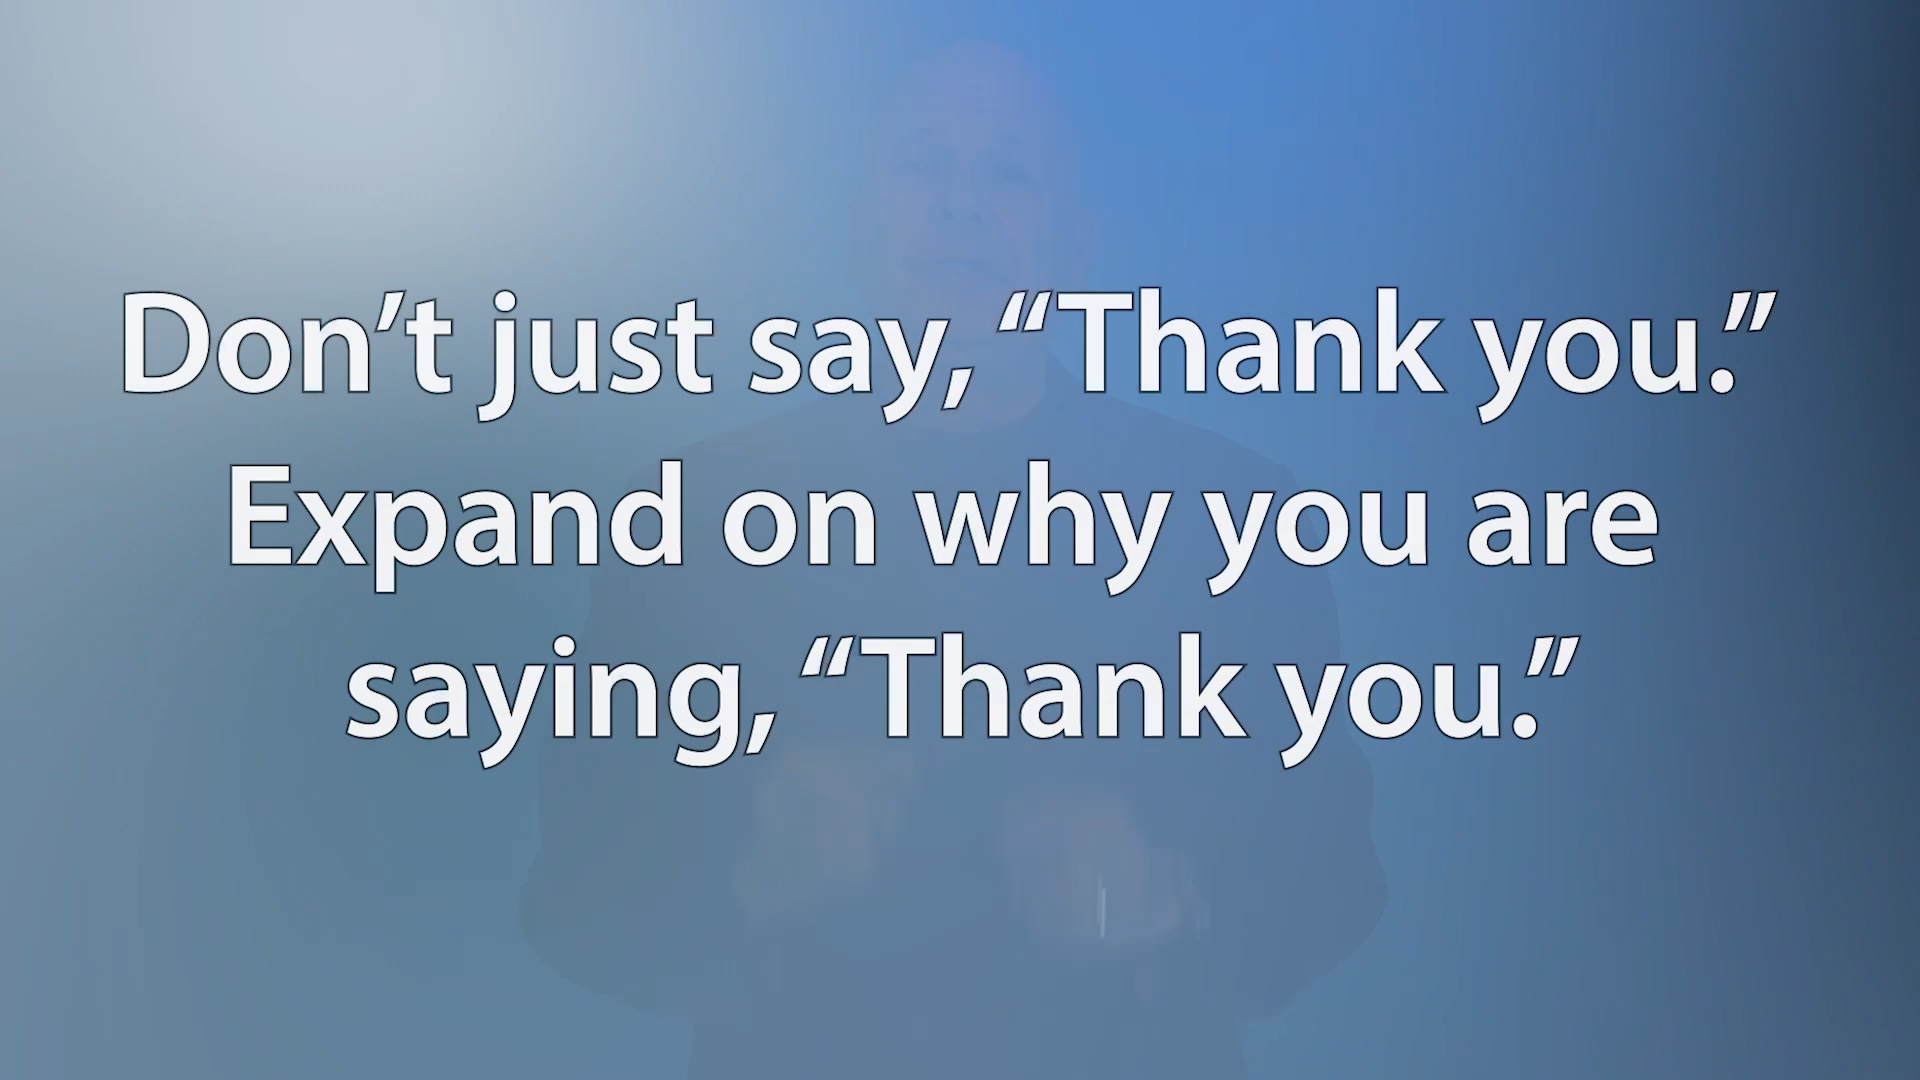 Don’t just say, “Thank you.”
Expand on why you are
saying, “Thank you.”